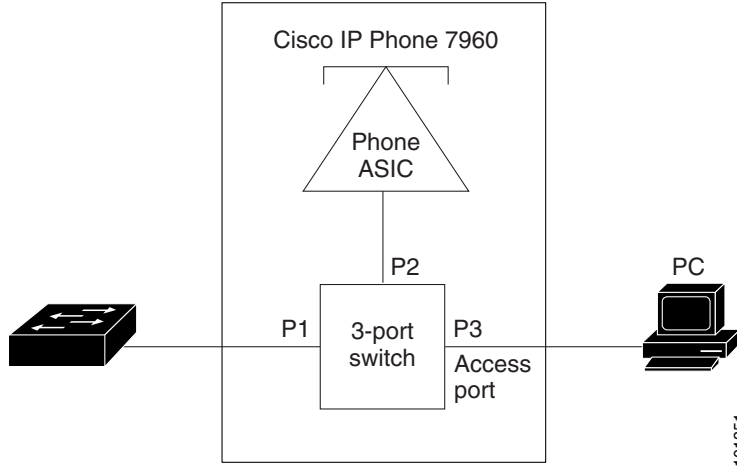 Cisco IP Phone 7960
Phone
ASIC
P2
PC
P1
3-port
switch
P3
Access
port